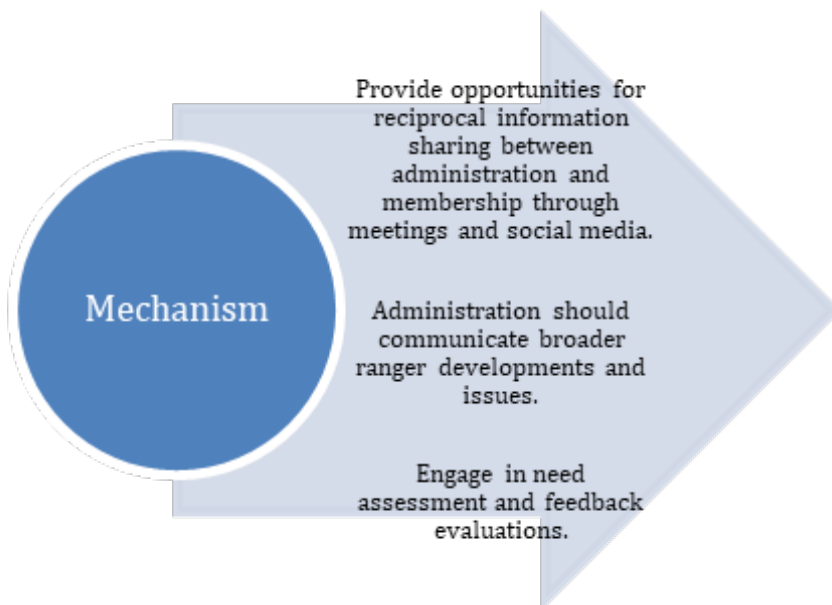 Provide opportunities for
reciprocal information
sharing between
administration and
membership through
meetings and social media.
Mechanism
Administration should
communicate broader
ranger developments and
issues.
Engage in need
assessment and feedback
evaluations.